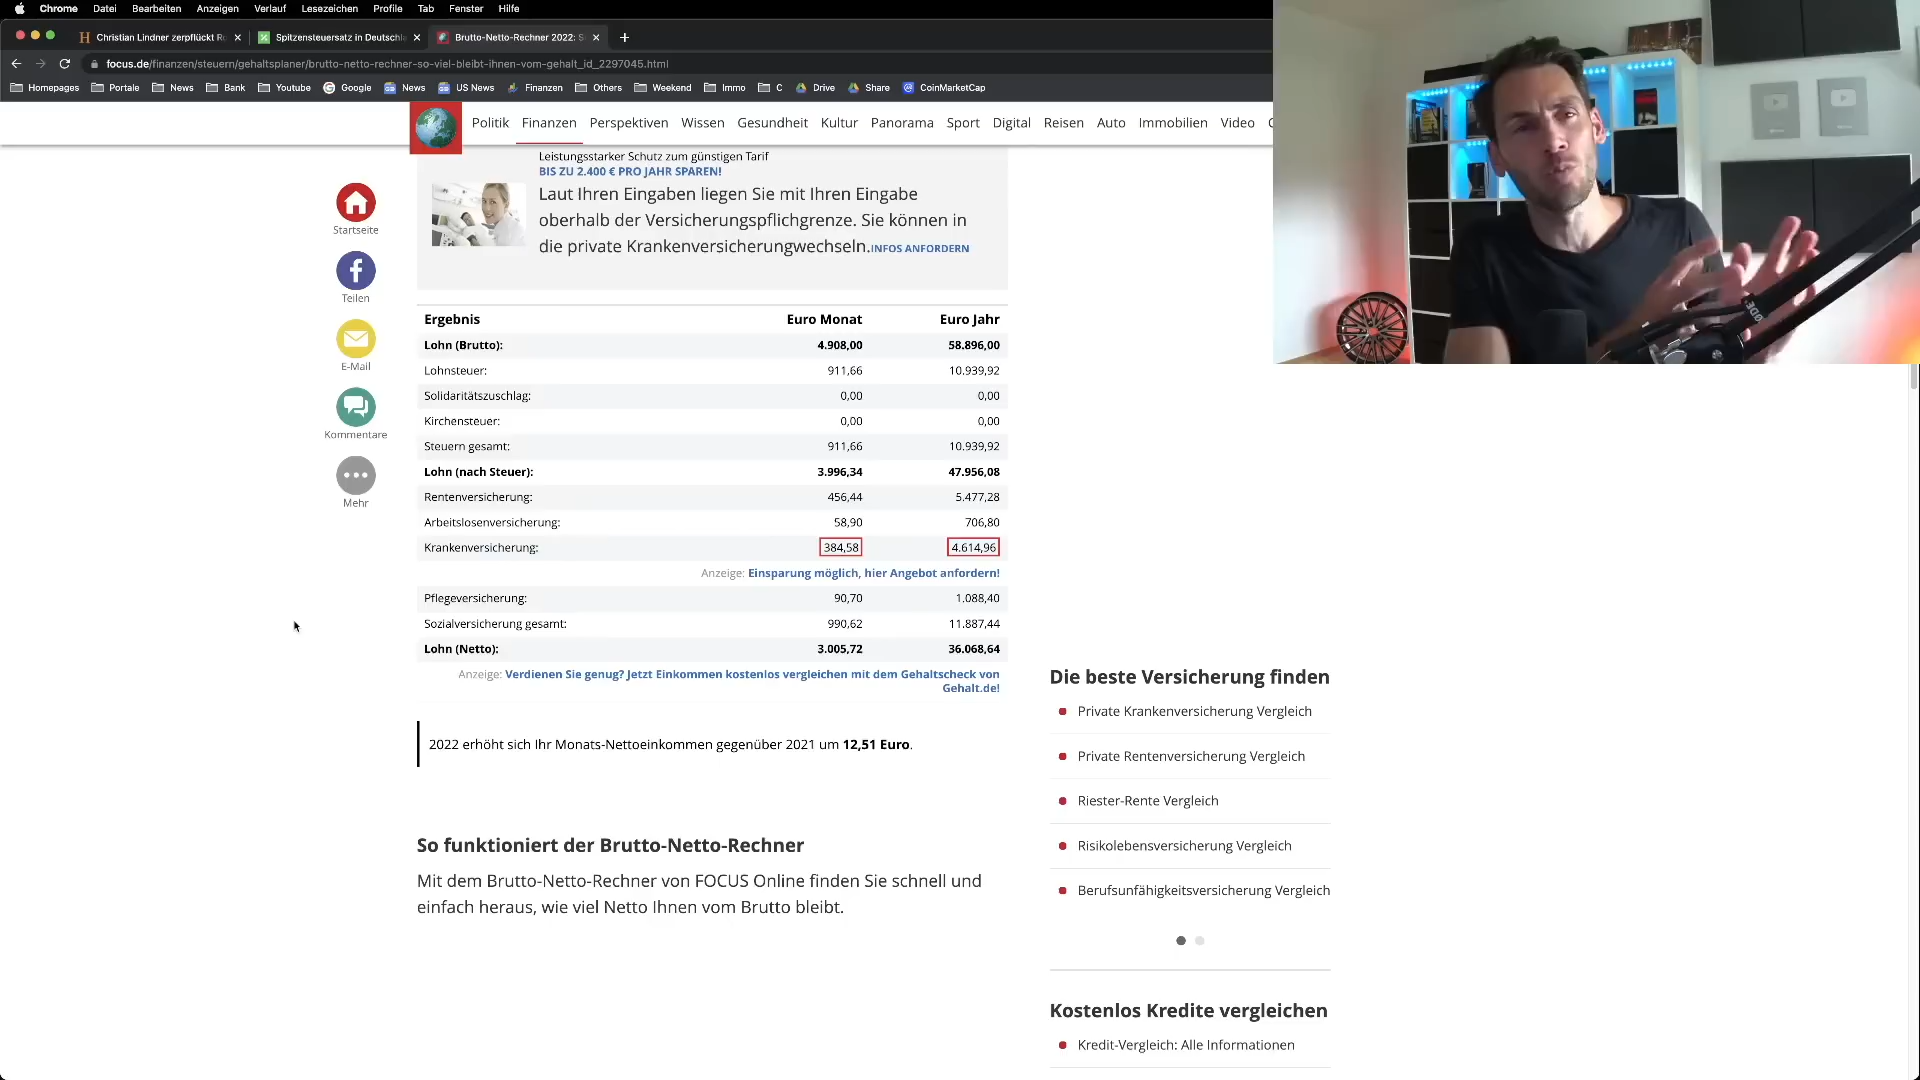 Chrome Datei Bearbeiten Anzeigen Verlauf Lesezeichen Profile Tab Fenster Hilfe
Christian Lindner zerpflückt Spitzensteuersatz in Deutschl Brutto-Netto-Rechner 2022: S
focus.de/finanzen/steuern/gehaltsplaner/brutto-netto-rechner-so-viel-bleibt-ihnen-vom-gehalt_id_2297045.html
Homepages Portale News Bank Youtube Google News US News Finanzen Others Weekend Immo C Drive Share CoinMarketCap
Politik Finanzen Perspektiven Wissen Gesundheit Kultur Panorama Sport Digital Reisen Auto Immobilien Video
Leistungsstarker Schutz zum günstigen Tarif
BIS ZU 2.400 € PRO JAHR SPAREN!
Laut Ihren Eingaben liegen Sie mit Ihren Eingabe
oberhalb der Versicherungspflichgrenze. Sie können in
die private Krankenversicherungwechseln.INFOS ANFORDERN
Startseite
Teilen
E-Mail
Kommentare
Mehr
Ergebnis Euro Monat Euro Jahr
Lohn (Brutto): 4.908,00 58.896,00
Lohnsteuer: 911,66 10.939,92
Solidaritätszuschlag: 0,00 0,00
Kirchensteuer: 0,00 0,00
Steuern gesamt: 911,66 10.939,92
Lohn (nach Steuer): 3.996,34 47.956,08
Rentenversicherung: 456,44 5.477,28
Arbeitslosenversicherung: 58,90 706,80
Krankenversicherung: 384,58 4.614,96
Anzeige: Einsparung möglich, hier Angebot anfordern!
Pflegeversicherung: 90,70 1.088,40
Sozialversicherung gesamt: 990,62 11.887,44
Lohn (Netto): 3.005,72 36.068,64
Anzeige: Verdienen Sie genug? Jetzt Einkommen kostenlos vergleichen mit dem Gehaltscheck von
Gehalt.de!
2022 erhöht sich Ihr Monats-Nettoeinkommen gegenüber 2021 um 12,51 Euro.
So funktioniert der Brutto-Netto-Rechner
Mit dem Brutto-Netto-Rechner von FOCUS Online finden Sie schnell und
einfach heraus, wie viel Netto Ihnen vom Brutto bleibt.
Die beste Versicherung finden
Private Krankenversicherung Vergleich
Private Rentenversicherung Vergleich
Riester-Rente Vergleich
Risikolebensversicherung Vergleich
Berufsunfähigkeitsversicherung Vergleich
Kostenlos Kredite vergleichen
Kredit-Vergleich: Alle Informationen